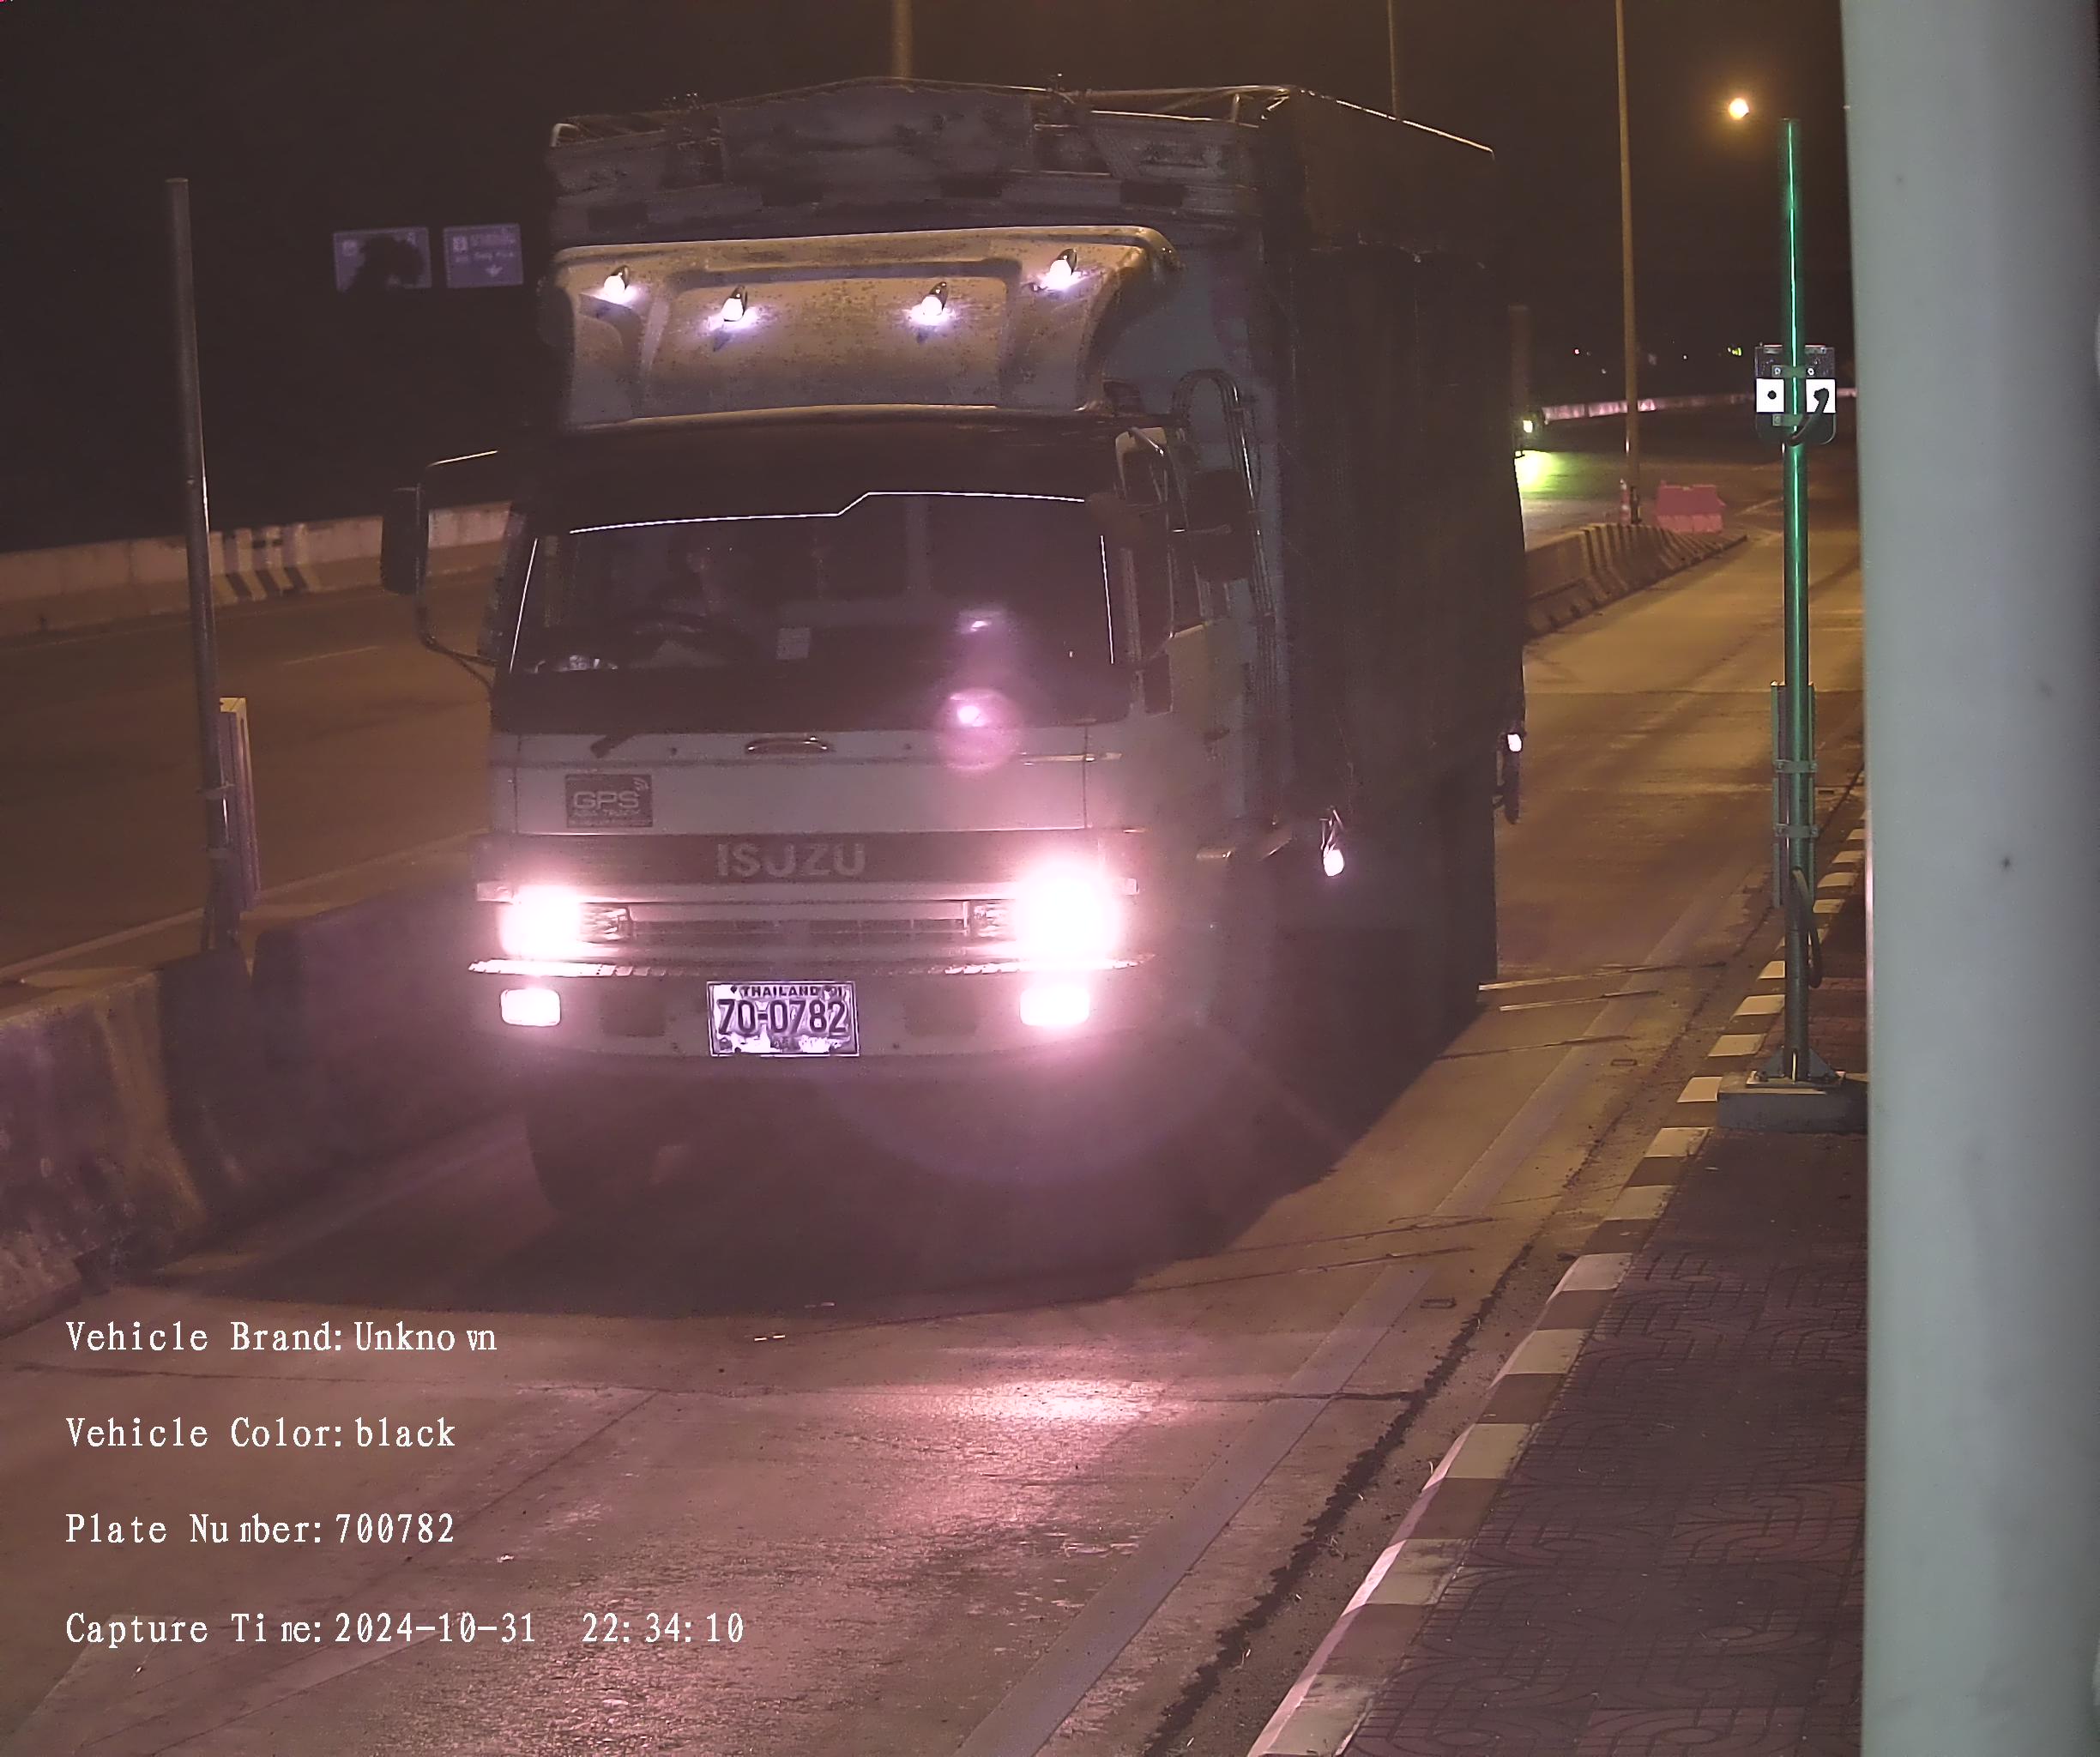 GPS
ISUZU
THAILAND
70-0782
Vehicle Brand:Unknown
Vehicle Color:black
Plate Number:700782
Capture Time:2024-10-31 22:34:10